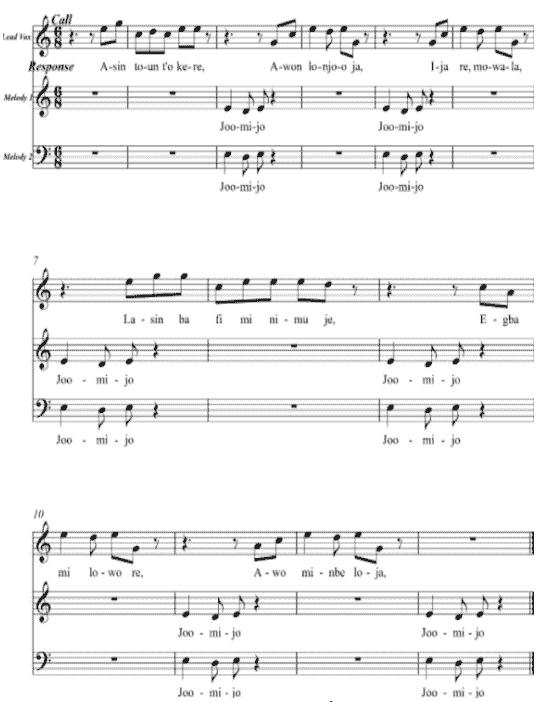 Call
Lead Vox
Response A-sin to-un t'o ke-re, A-won lo-njo-o ja, I-ja re, mo-wa-la,
Melody 1
Joo-mi-jo Joo-mi-jo
Melody 2
Joo-mi-jo Joo-mi-jo
7
La - sin ba fi mi ni - mu je, E - gba
Joo - mi - jo Joo - mi - jo
Joo - mi - jo Joo - mi - jo
10
mi lo - wo re, A - wo mi - nbe lo - ja,
Joo - mi - jo Joo - mi - jo
Joo - mi - jo Joo - mi - jo